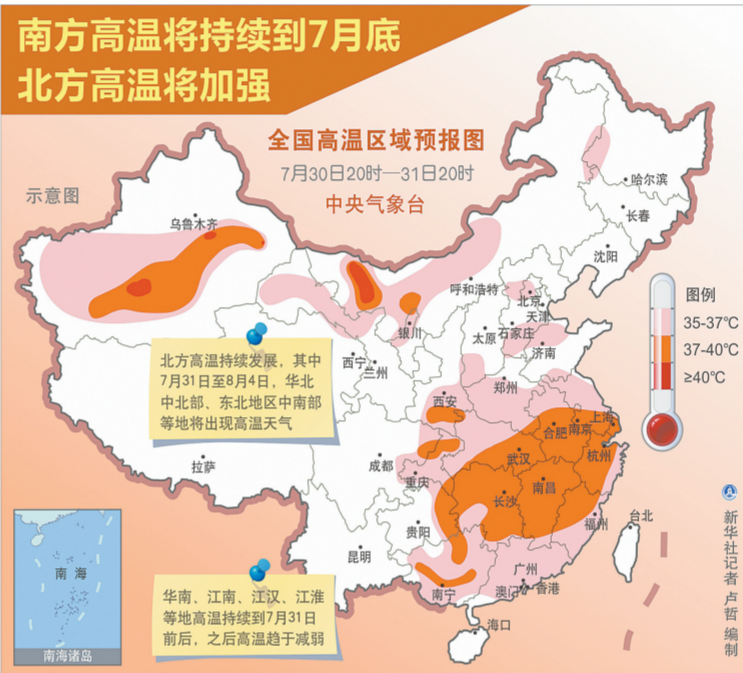 南方高温将持续到7月底
北方高温将加强
全国高温区域预报图
7月30日20时—31日20时
中央气象台
示意图
哈尔滨
长春
沈阳
乌鲁木齐
呼和浩特
北京
天津
石家庄
太原
济南
银川
西宁
兰州
郑州
西安
图例
35-37℃
37-40℃
≥40℃
北方高温持续发展，其中
7月31日至8月4日，华北
中北部、东北地区中南部
等地将出现高温天气
上海
南京
合肥
杭州
武汉
拉萨
成都
重庆
南昌
长沙
贵阳
福州
台北
昆明
广州
南宁
澳门
香港
海口
华南、江南、江汉、江淮
等地高温持续到7月31日
前后，之后高温趋于减弱
南海
南海诸岛
新华社记者 卢哲 编制